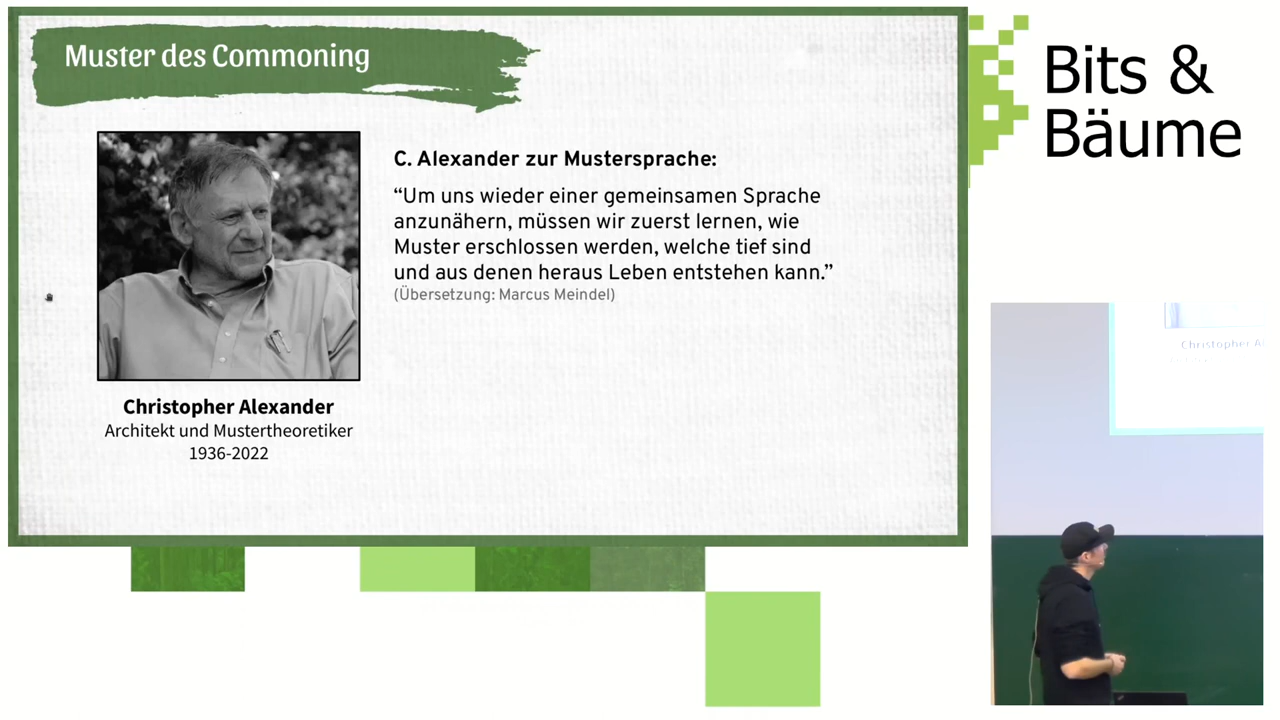 Muster des Commoning
C. Alexander zur Mustersprache:
“Um uns wieder einer gemeinsamen Sprache
anzunähern, müssen wir zuerst lernen, wie
Muster erschlossen werden, welche tief sind
und aus denen heraus Leben entstehen kann.”
(Übersetzung: Marcus Meindel)
Christopher Alexander
Architekt und Mustertheoretiker
1936-2022
Bits &
Bäume
Christopher Al